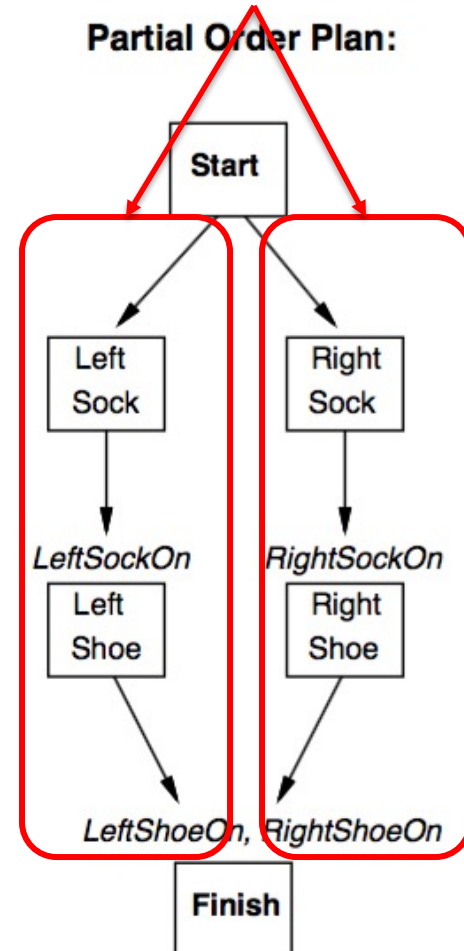 Partial Order Plan:
Start
Left
Sock
Right
Sock
LeftSockOn
RightSockOn
Left
Shoe
Right
Shoe
LeftShoeOn, RightShoeOn
Finish